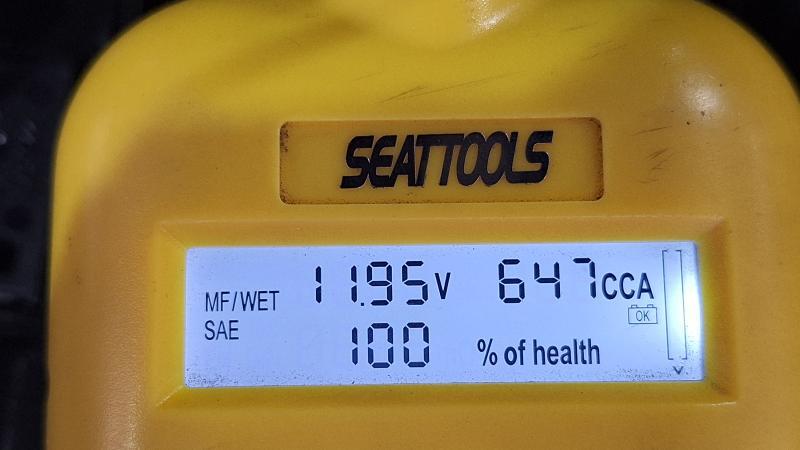 SEATTOOLS
MF/WET 11.95V 647CCA
SAE OK
100 % of health